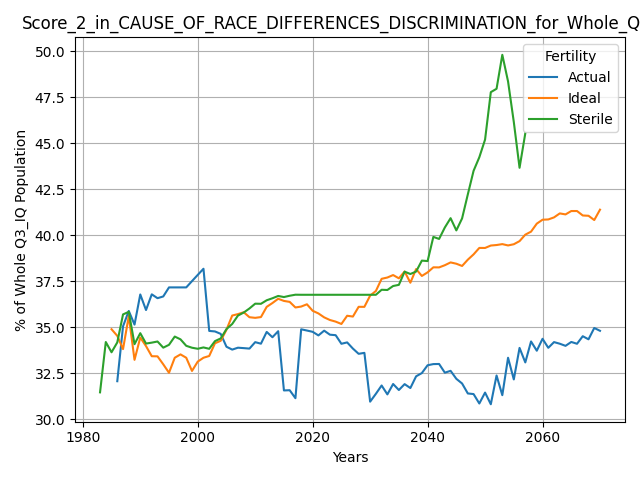 Score_2_in_CAUSE_OF_RACE_DIFFERENCES_DISCRIMINATION_for_Whole_Q
% of Whole Q3_IQ Population
50.0
47.5
45.0
42.5
40.0
37.5
35.0
32.5
30.0
Fertility
Actual
Ideal
Sterile
1980
2000
2020
2040
2060
Years